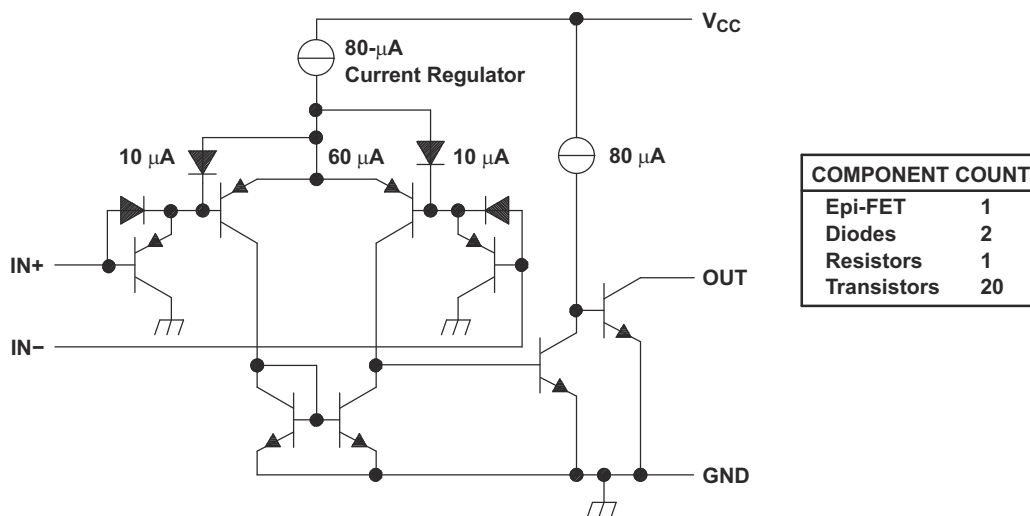 V_CC
80-μA
Current Regulator
10 μA
60 μA
10 μA
80 μA
IN+
OUT
IN−
GND
COMPONENT COUNT
Epi-FET 1
Diodes 2
Resistors 1
Transistors 20